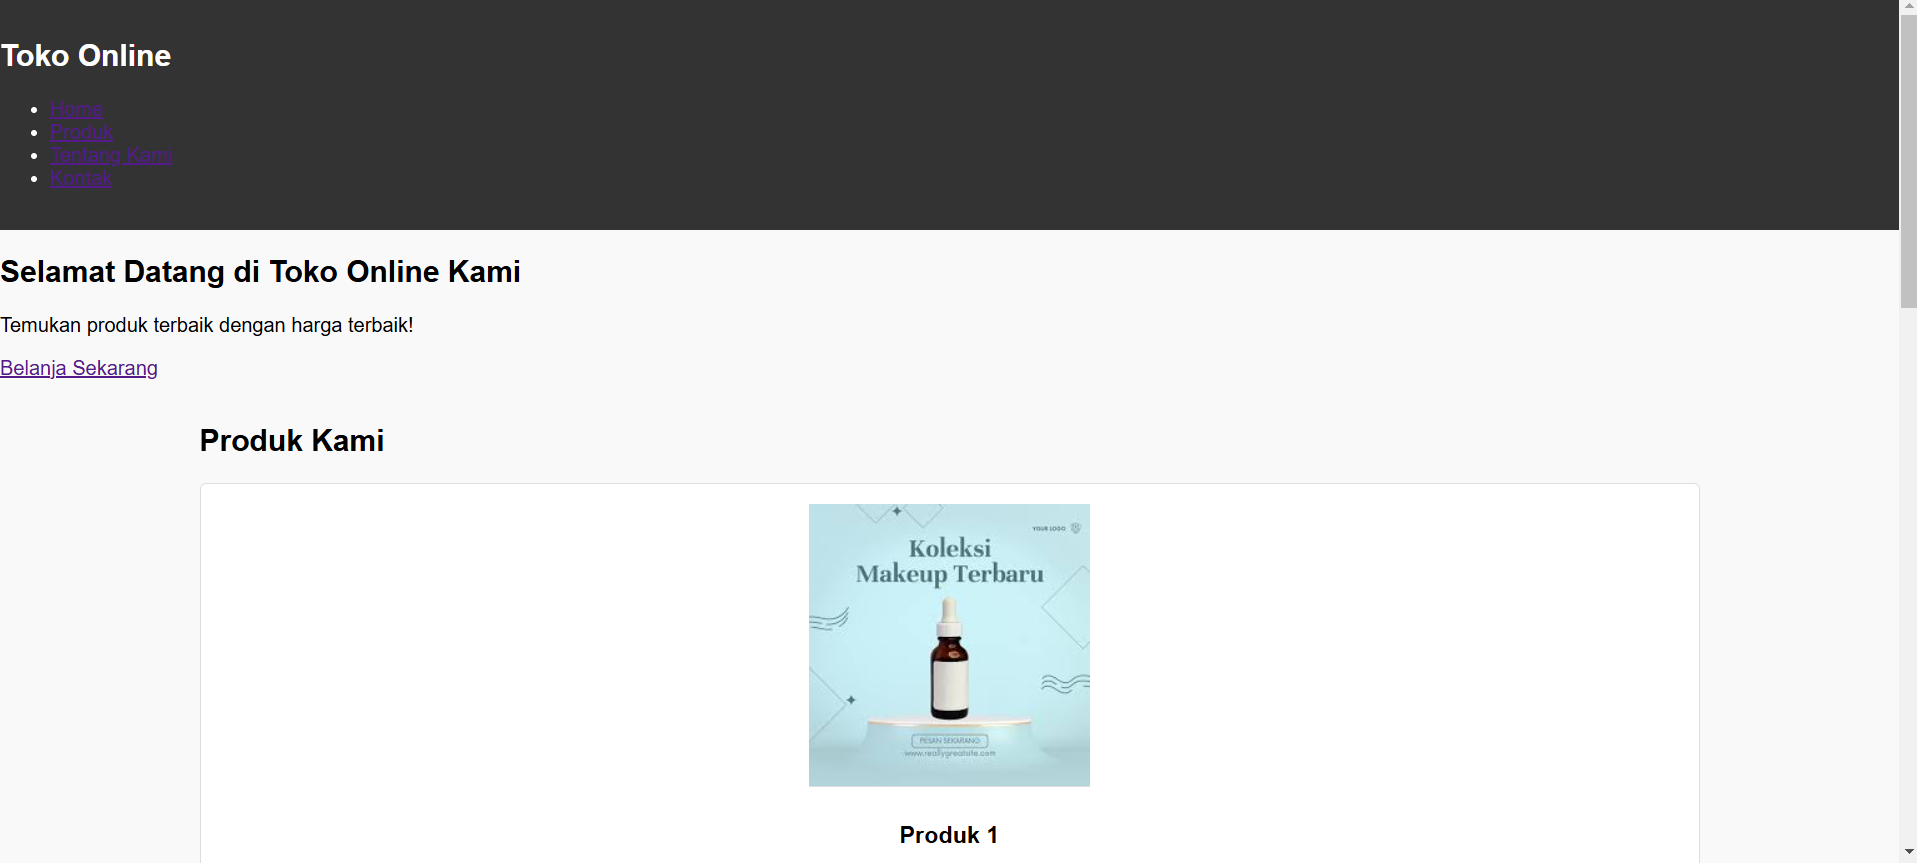 Toko Online
Home
Produk
Tentang Kami
Kontak
Selamat Datang di Toko Online Kami
Temukan produk terbaik dengan harga terbaik!
Belanja Sekarang
Produk Kami
YOUR LOGO
Koleksi
Makeup Terbaru
PESAN SEKARANG
www.reallygreatsite.com
Produk 1